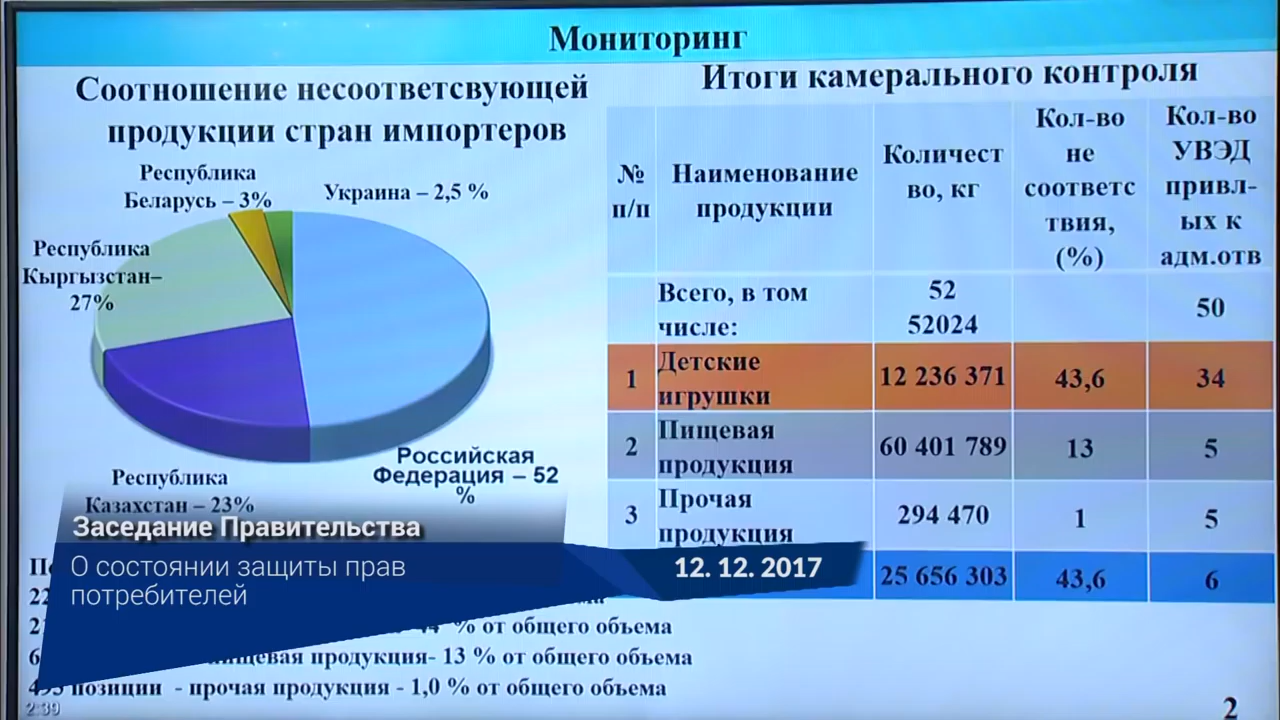 Мониторинг
Соотношение несоответсвующей
продукции стран импортеров
Республика
Беларусь – 3%
Украина – 2,5 %
Республика
Кыргызстан–
27%
Российская
Федерация – 52
%
Республика
Казахстан – 23%
Итоги камерального контроля
№
п/п
Наименование
продукции
Количест
во, кг
Кол-во
не
соответс
твия,
(%)
Кол-во
УВЭД
привл-
ых к
адм.отв
Всего, в том
числе:
52
52024
50
1
Детские
игрушки
12 236 371
43,6
34
2
Пищевая
продукция
60 401 789
13
5
3
Прочая
продукция
294 470
1
5
25 656 303
43,6
6
% от общего объема
пищевая продукция- 13 % от общего объема
позиции - прочая продукция - 1,0 % от общего объема
Заседание Правительства
О состоянии защиты прав
потребителей
12. 12. 2017
2:39
2